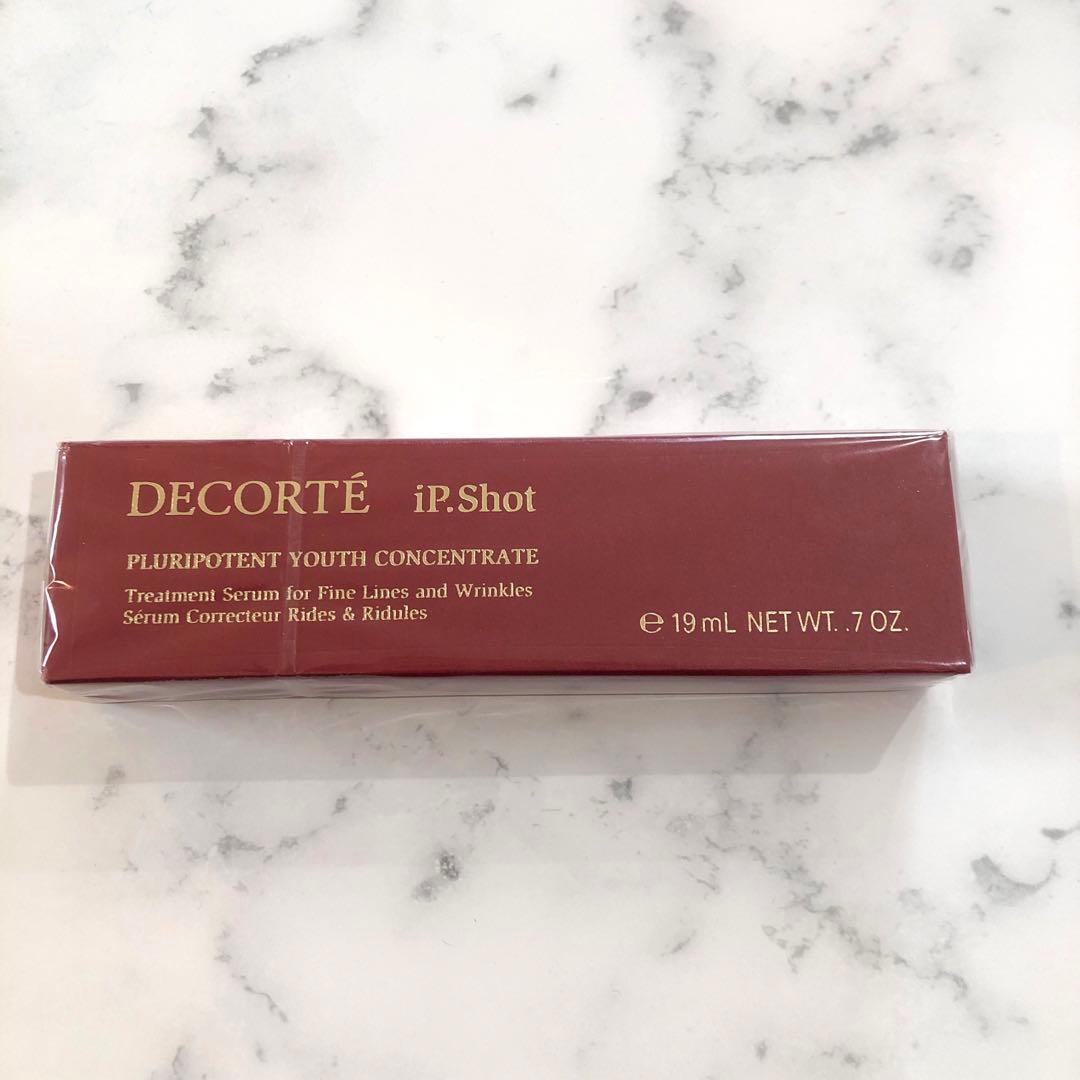 DECORTÉ iP.Shot
PLURIPOTENT YOUTH CONCENTRATE
Treatment Serum for Fine Lines and Wrinkles
Sérum Correcteur Rides & Ridules
℮ 19 mL NET WT. .7 OZ.